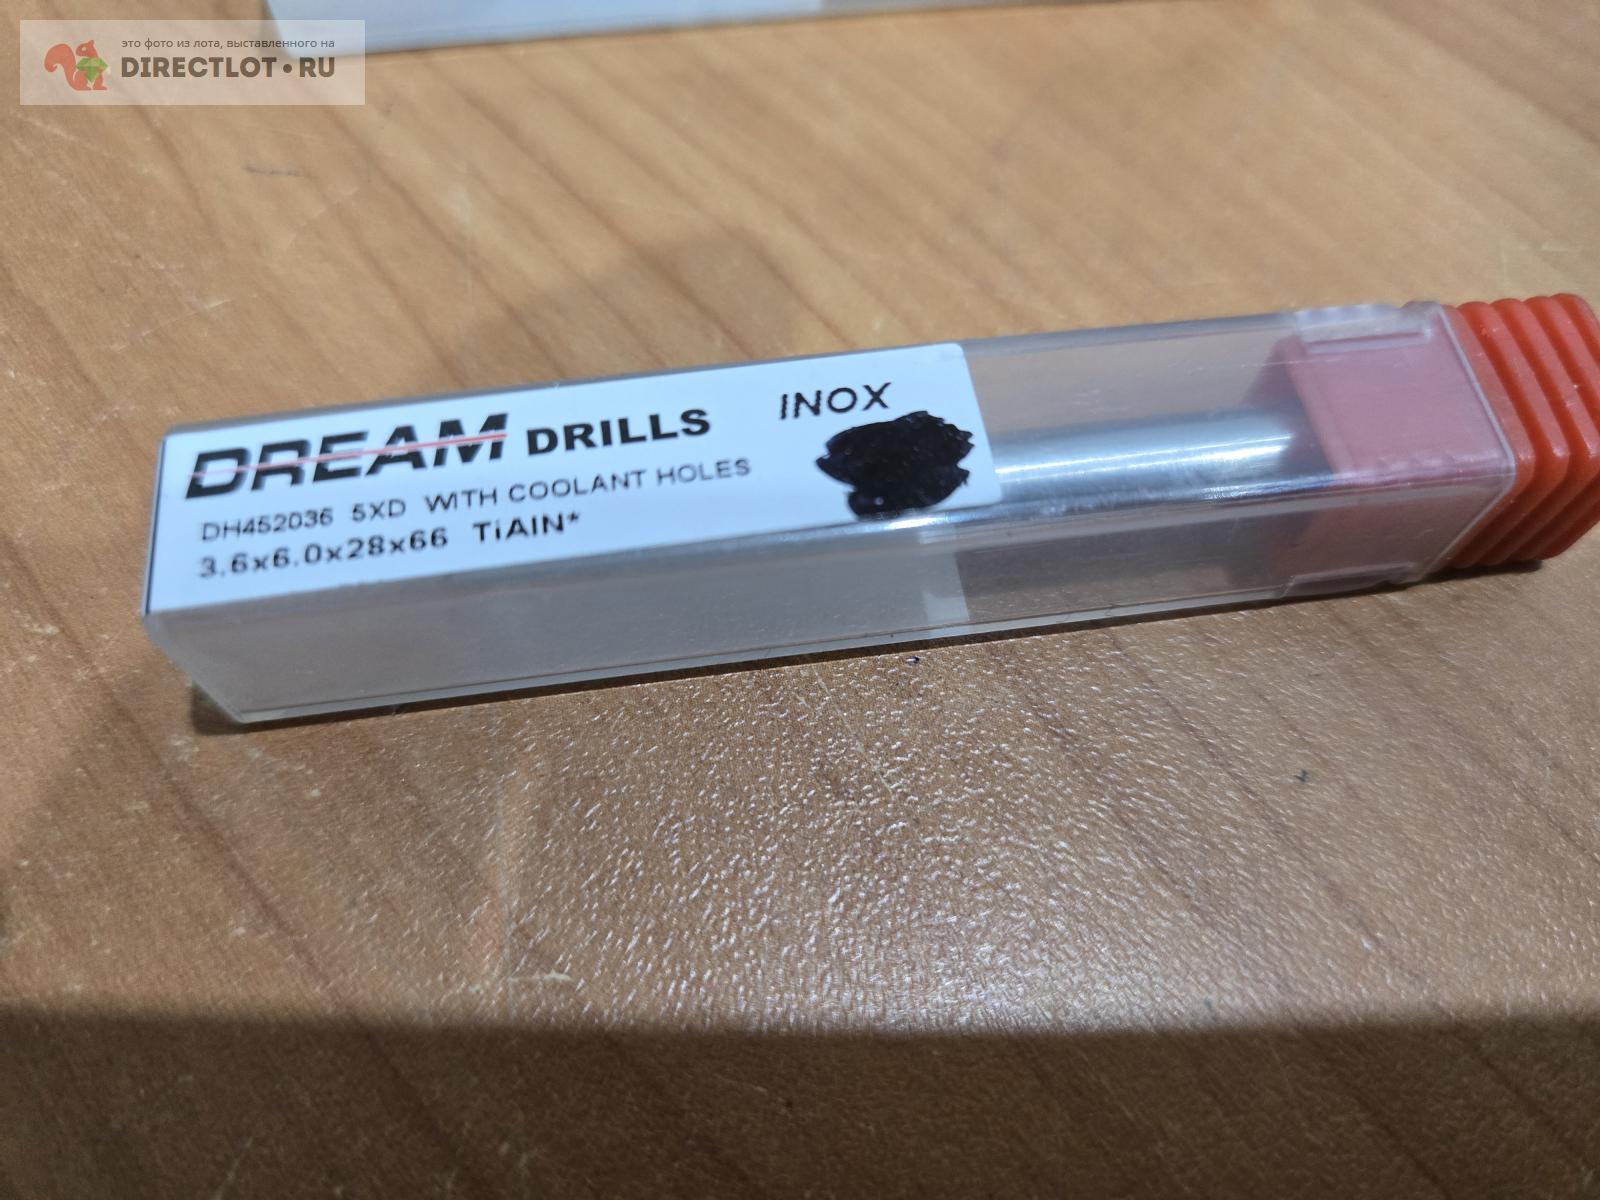 это фото из лота, выставленного на
DIRECTLOT•RU
DREAM DRILLS INOX
DH452036 5XD WITH COOLANT HOLES
3.6x6.0x28x66 TiAIN*